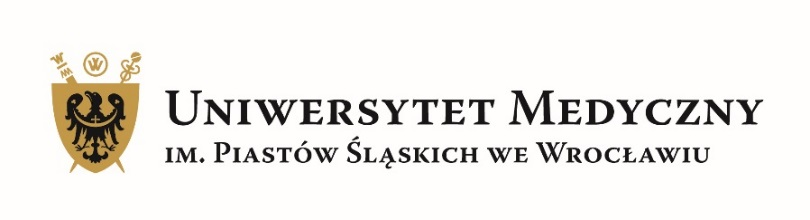 W
UNIWERSYTET MEDYCZNY
IM. PIASTÓW ŚLĄSKICH WE WROCŁAWIU